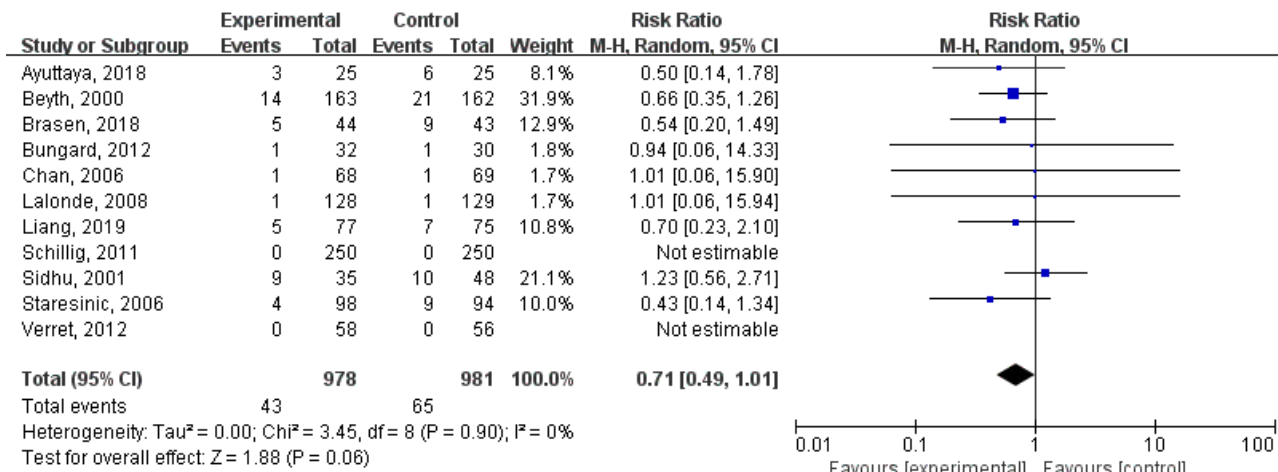 Experimental Control Risk Ratio Risk Ratio
Study or Subgroup Events Total Events Total Weight M-H, Random, 95% CI M-H, Random, 95% CI
Ayuttaya, 2018 3 25 6 25 8.1% 0.50 [0.14, 1.78]
Beyth, 2000 14 163 21 162 31.9% 0.66 [0.35, 1.26]
Brasen, 2018 5 44 9 43 12.9% 0.54 [0.20, 1.49]
Bungard, 2012 1 32 1 30 1.8% 0.94 [0.06, 14.33]
Chan, 2006 1 68 1 69 1.7% 1.01 [0.06, 15.90]
Lalonde, 2008 1 128 1 129 1.7% 1.01 [0.06, 15.94]
Liang, 2019 5 77 7 75 10.8% 0.70 [0.23, 2.10]
Schillig, 2011 0 250 0 250 Not estimable
Sidhu, 2001 9 35 10 48 21.1% 1.23 [0.56, 2.71]
Staresinic, 2006 4 98 9 94 10.0% 0.43 [0.14, 1.34]
Verret, 2012 0 58 0 56 Not estimable
Total (95% CI) 978 981 100.0% 0.71 [0.49, 1.01]
Total events 43 65
Heterogeneity: Tau² = 0.00; Chi² = 3.45, df = 8 (P = 0.90); I² = 0%
Test for overall effect: Z = 1.88 (P = 0.06)
0.01 0.1 1 10 100
Favours [experimental] Favours [control]